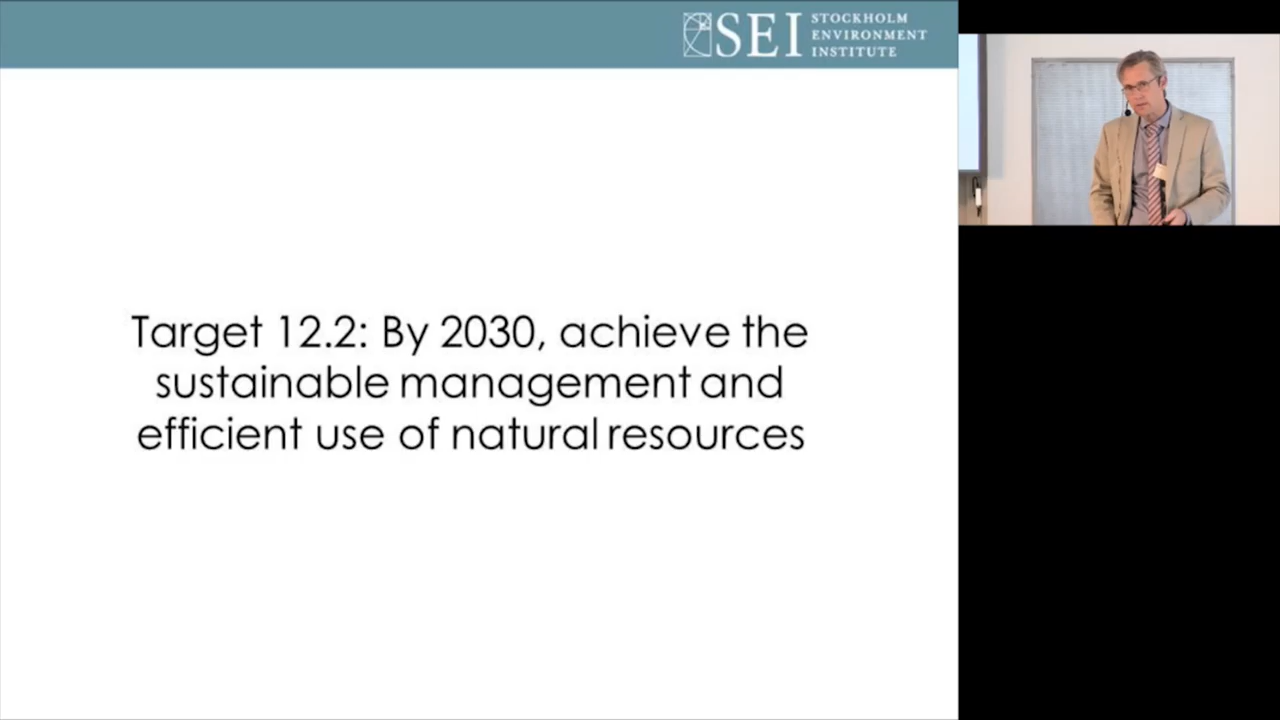 SEI STOCKHOLM
ENVIRONMENT
INSTITUTE
Target 12.2: By 2030, achieve the
sustainable management and
efficient use of natural resources